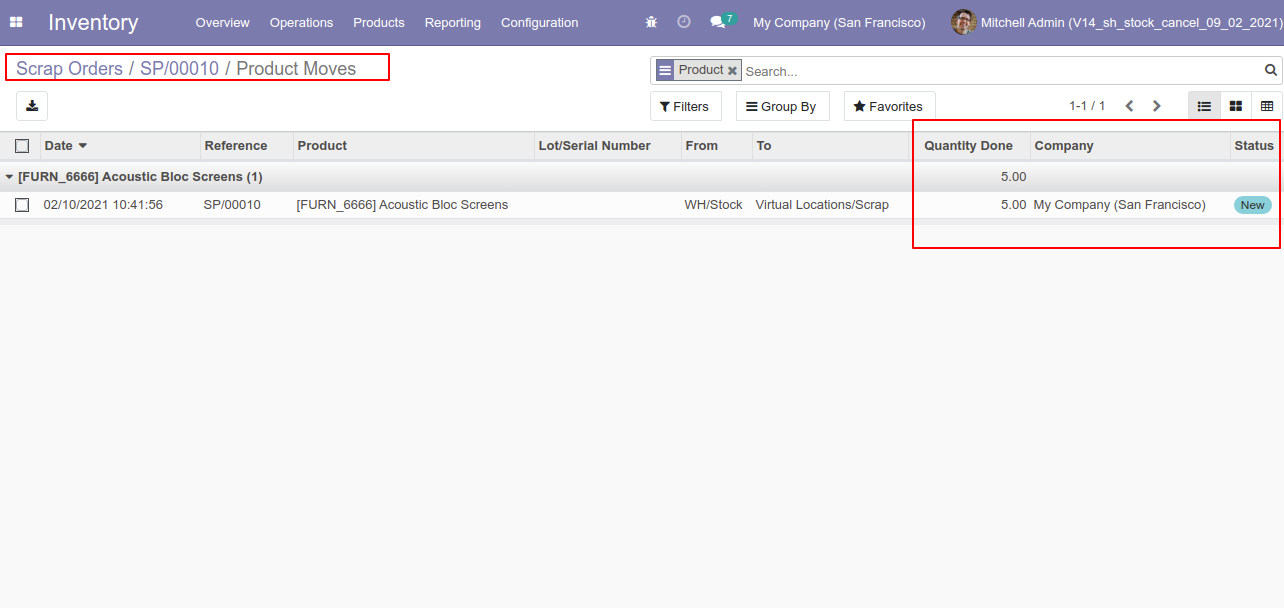 Inventory Overview Operations Products Reporting Configuration 7 My Company (San Francisco) Mitchell Admin (V14_sh_stock_cancel_09_02_2021)
Scrap Orders / SP/00010 / Product Moves
Product Search...
Filters Group By Favorites 1-1 / 1
Date Reference Product Lot/Serial Number From To Quantity Done Company Status
[FURN_6666] Acoustic Bloc Screens (1) 5.00
02/10/2021 10:41:56 SP/00010 [FURN_6666] Acoustic Bloc Screens WH/Stock Virtual Locations/Scrap 5.00 My Company (San Francisco) New